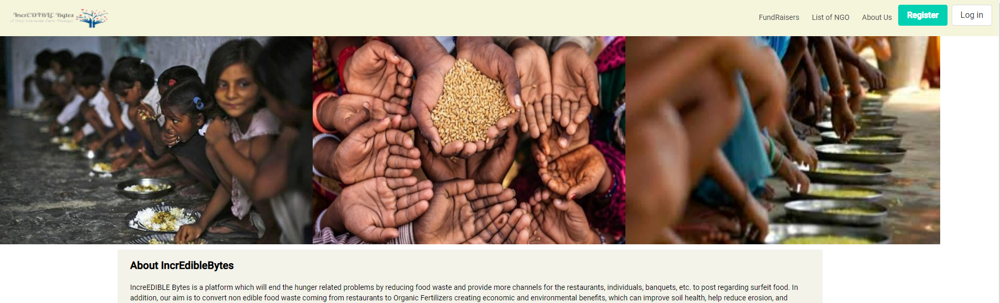 IncrEDIBLE Bytes
A Step towards Zero Hunger
FundRaisers
List of NGO
About Us
Register
Log in
About IncrEdibleBytes
IncreEDIBLE Bytes is a platform which will end the hunger related problems by reducing food waste and provide more channels for the restaurants, individuals, banquets, etc. to post regarding surfeit food. In
addition, our aim is to convert non edible food waste coming from restaurants to Organic Fertilizers creating economic and environmental benefits, which can improve soil health, help reduce erosion, and